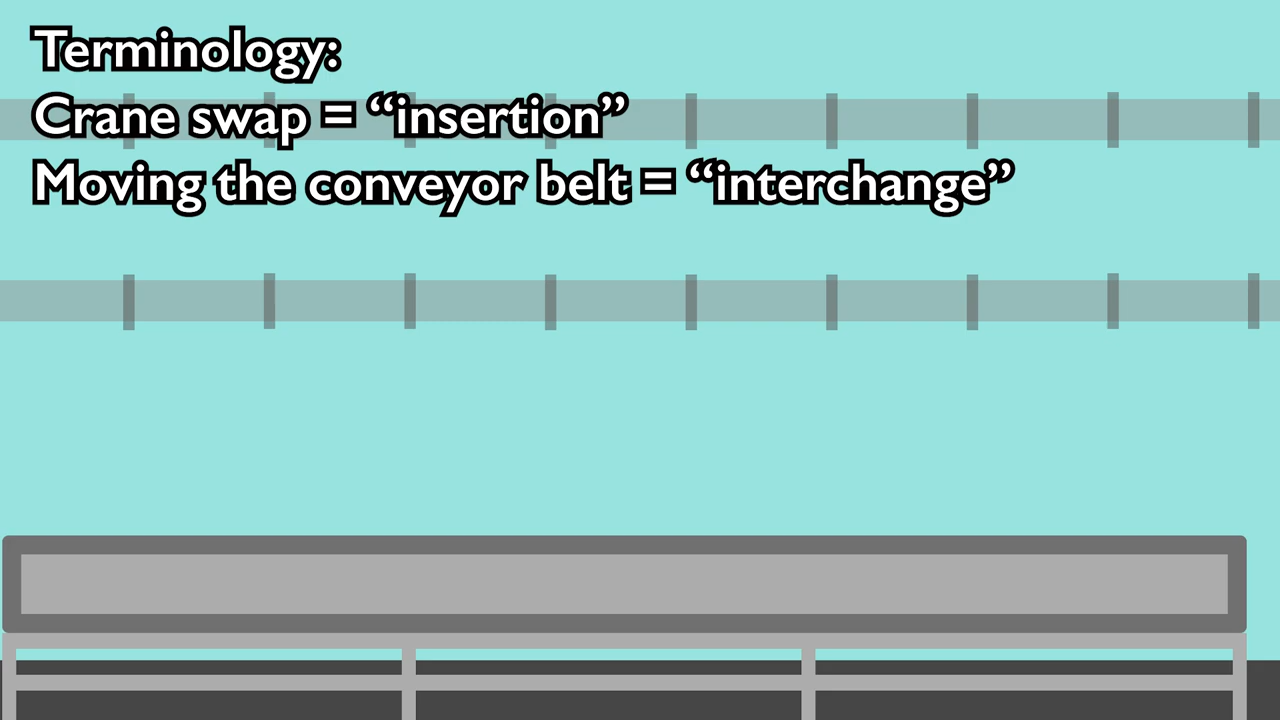 Terminology:
Crane swap = “insertion”
Moving the conveyor belt = “interchange”